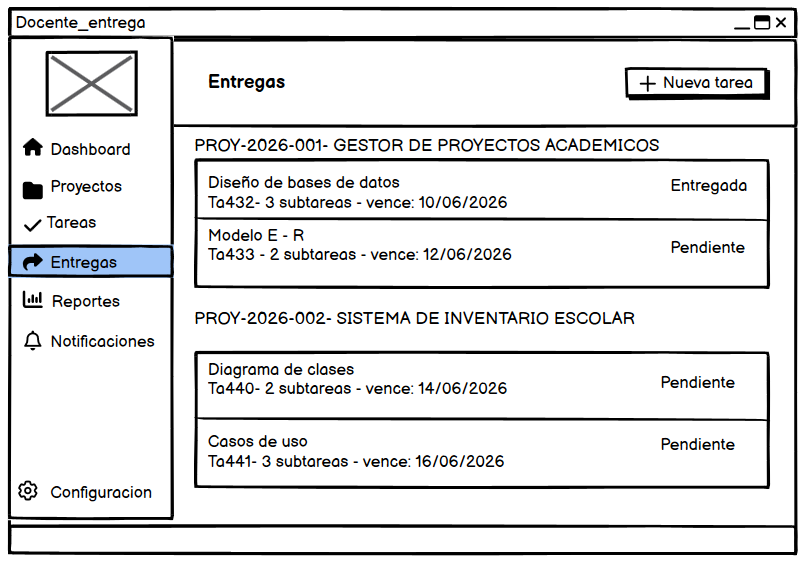 Docente_entrega
Entregas
+ Nueva tarea
Dashboard
Proyectos
Tareas
Entregas
Reportes
Notificaciones
Configuracion
PROY-2026-001- GESTOR DE PROYECTOS ACADEMICOS
Diseño de bases de datos
Ta432- 3 subtareas - vence: 10/06/2026
Entregada
Modelo E - R
Ta433 - 2 subtareas - vence: 12/06/2026
Pendiente
PROY-2026-002- SISTEMA DE INVENTARIO ESCOLAR
Diagrama de clases
Ta440- 2 subtareas - vence: 14/06/2026
Pendiente
Casos de uso
Ta441- 3 subtareas - vence: 16/06/2026
Pendiente